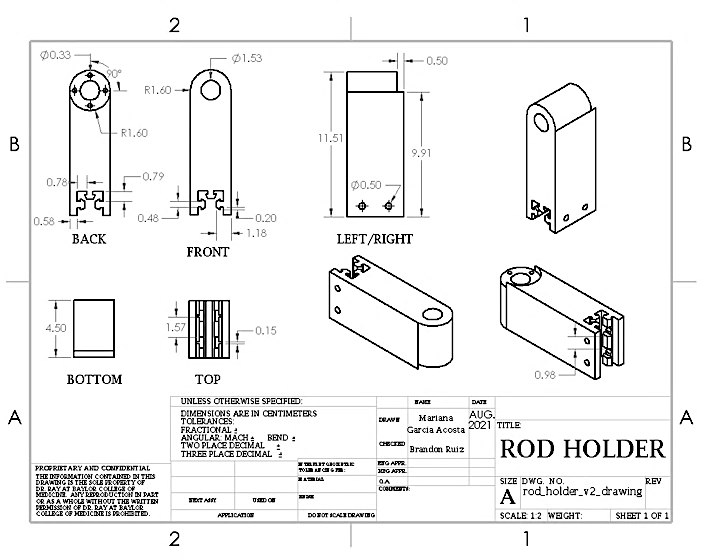 2
1
Ø0.33
90°
R1.60
0.78
0.79
0.58
BACK
Ø1.53
R1.60
0.48
0.20
1.18
FRONT
0.50
11.51
9.91
Ø0.50
LEFT/RIGHT
B
B
4.50
BOTTOM
1.57
0.15
TOP
0.98
A
A
UNLESS OTHERWISE SPECIFIED:
DIMENSIONS ARE IN CENTIMETERS
TOLERANCES:
FRACTIONAL ±
ANGULAR: MACH ± BEND ±
TWO PLACE DECIMAL ±
THREE PLACE DECIMAL ±
INTERPRET GEOMETRIC
TOLERANCING PER:
MATERIAL
FINISH
NEXT ASSY USED ON
APPLICATION
DO NOT SCALE DRAWING
PROPRIETARY AND CONFIDENTIAL
THE INFORMATION CONTAINED IN THIS
DRAWING IS THE SOLE PROPERTY OF
DR. RAY AT BAYLOR COLLEGE OF
MEDICINE. ANY REPRODUCTION IN PART
OR AS A WHOLE WITHOUT THE WRITTEN
PERMISSION OF DR. RAY AT BAYLOR
COLLEGE OF MEDICINE IS PROHIBITED.
NAME DATE
DRAWN Mariana Garcia Acosta AUG. 2021
CHECKED Brandon Ruiz
ENG APPR.
MFG APPR.
Q.A.
COMMENTS:
TITLE:
ROD HOLDER
SIZE DWG. NO. REV
A rod_holder_v2_drawing
SCALE: 1:2 WEIGHT: SHEET 1 OF 1
2
1